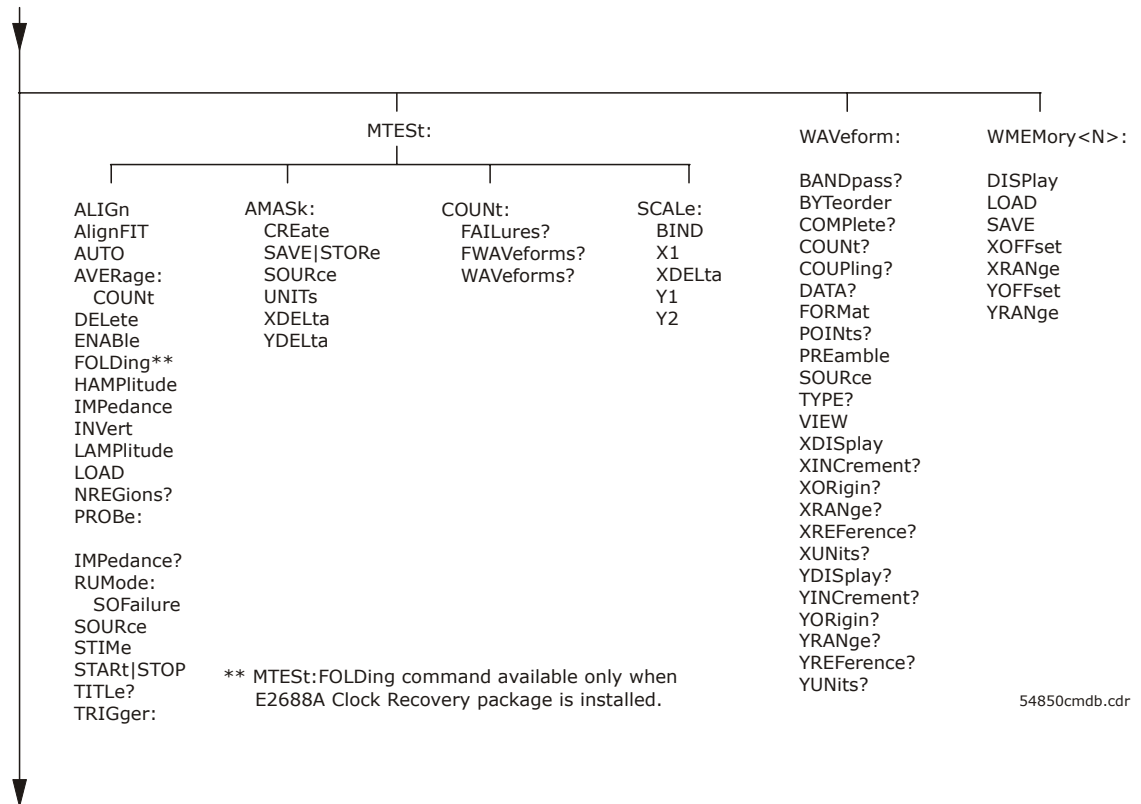 MTESt:
WAVeform:
WMEMory<N>:
ALIGn
AlignFIT
AUTO
AVERage:
COUNt
DELete
ENABle
FOLDing**
HAMPlitude
IMPedance
INVert
LAMPlitude
LOAD
NREGions?
PROBe:
IMPedance?
RUMode:
SOFailure
SOURce
STIMe
STARt|STOP
TITLe?
TRIGger:
AMASk:
CREate
SAVE|STORe
SOURce
UNITs
XDELta
YDELta
COUNt:
FAILures?
FWAVeforms?
WAVeforms?
SCALe:
BIND
X1
XDELta
Y1
Y2
** MTESt:FOLDing command available only when
E2688A Clock Recovery package is installed.
BANDpass?
BYTeorder
COMPlete?
COUNt?
COUPling?
DATA?
FORMat
POINts?
PREamble
SOURce
TYPE?
VIEW
XDISplay
XINCrement?
XORigin?
XRANge?
XREFerence?
XUNits?
YDISplay?
YINCrement?
YORigin?
YRANge?
YREFerence?
YUNits?
DISPlay
LOAD
SAVE
XOFFset
XRANge
YOFFset
YRANge
54850cmdb.cdr